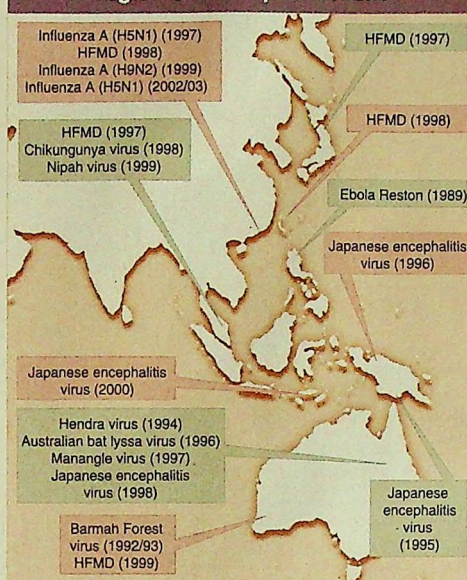 Influenza A (H5N1) (1997)
HFMD (1998)
Influenza A (H9N2) (1999)
Influenza A (H5N1) (2002/03)
HFMD (1997)
HFMD (1998)
HFMD (1997)
Chikungunya virus (1998)
Nipah virus (1999)
Ebola Reston (1989)
Japanese encephalitis
virus (1996)
Japanese encephalitis
virus (2000)
Hendra virus (1994)
Australian bat lyssa virus (1996)
Manangle virus (1997)
Japanese encephalitis
virus (1998)
Japanese
encephalitis
virus
(1995)
Barmah Forest
virus (1992/93)
HFMD (1999)